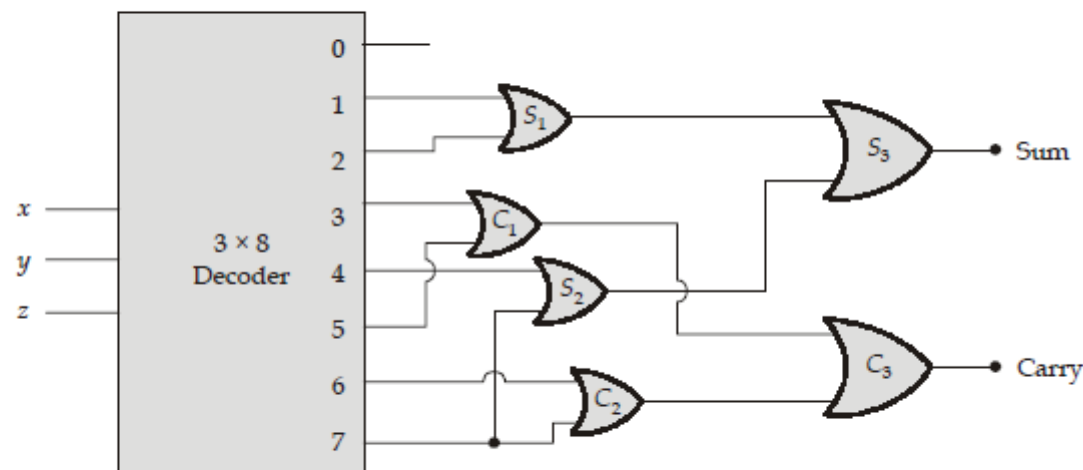 0
1
2
3
4
5
6
7
x
y
z
3 × 8
Decoder
S₁
S₂
S₃
C₁
C₂
C₃
Sum
Carry